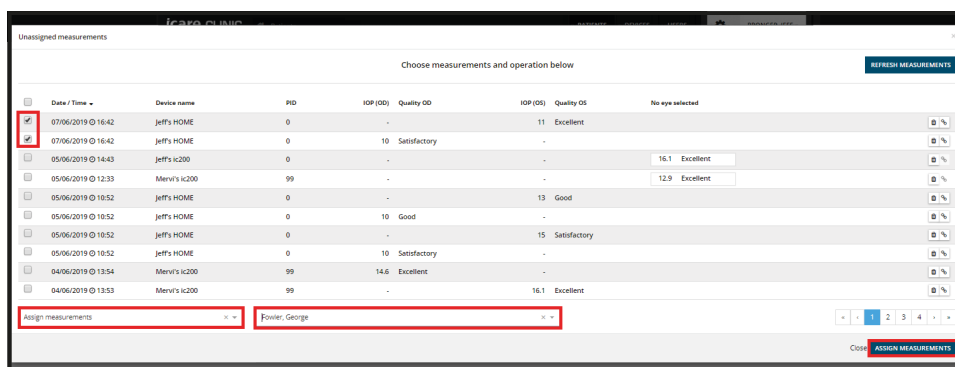 icare CLINIC
PATIENTS DEVICES USERS
Unassigned measurements ×
Choose measurements and operation below REFRESH MEASUREMENTS
Date / Time Device name PID IOP (OD) Quality OD IOP (OS) Quality OS No eye selected
07/06/2019 16:42 Jeff's HOME 0 - 11 Excellent
07/06/2019 16:42 Jeff's HOME 0 10 Satisfactory -
05/06/2019 14:43 Jeff's ic200 0 - - 16.1 Excellent
05/06/2019 12:33 Mervi's ic200 99 - - 12.9 Excellent
05/06/2019 10:52 Jeff's HOME 0 - 13 Good
05/06/2019 10:52 Jeff's HOME 0 10 Good -
05/06/2019 10:52 Jeff's HOME 0 - 15 Satisfactory
05/06/2019 10:52 Jeff's HOME 0 10 Satisfactory -
04/06/2019 13:54 Mervi's ic200 99 14.6 Excellent -
04/06/2019 13:53 Mervi's ic200 99 - 16.1 Excellent
Assign measurements × Fowler, George × « ‹ 1 2 3 4 › »
Close ASSIGN MEASUREMENTS